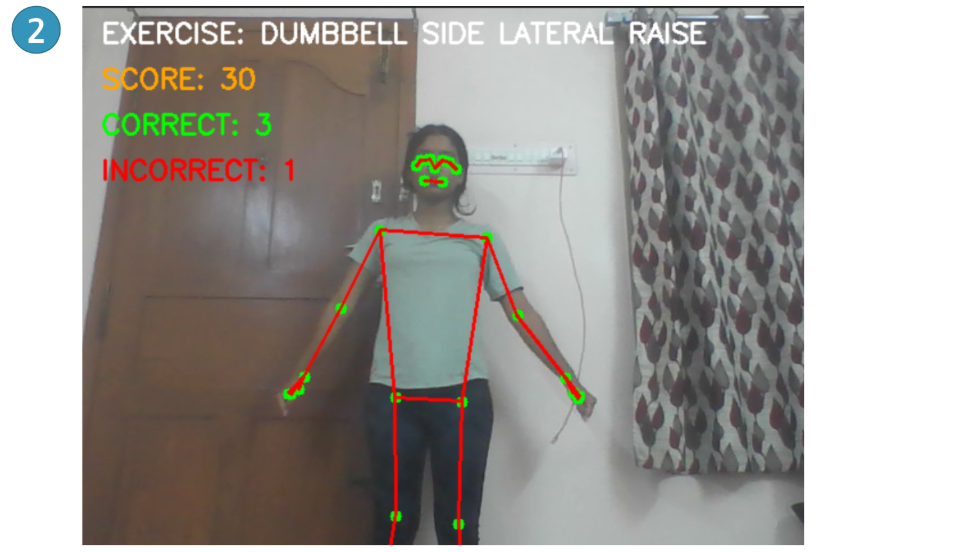 2
EXERCISE: DUMBBELL SIDE LATERAL RAISE
SCORE: 30
CORRECT: 3
INCORRECT: 1